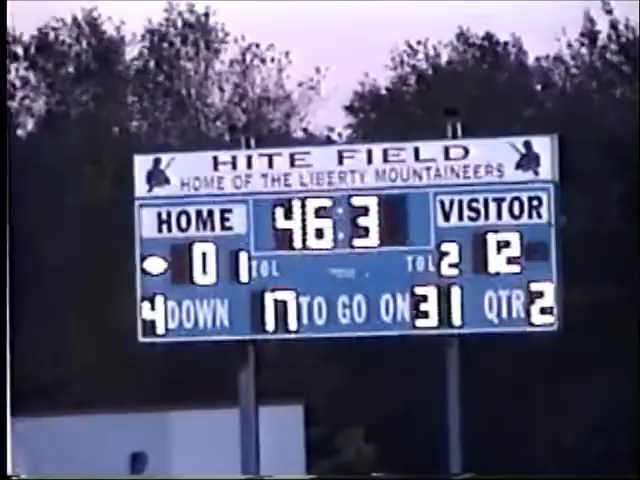 HITE FIELD
HOME OF THE LIBERTY MOUNTAINEERS
HOME 46:3 VISITOR
0 1 TOL TOL 2 12
4 DOWN 17 TO GO ON 31 QTR 2